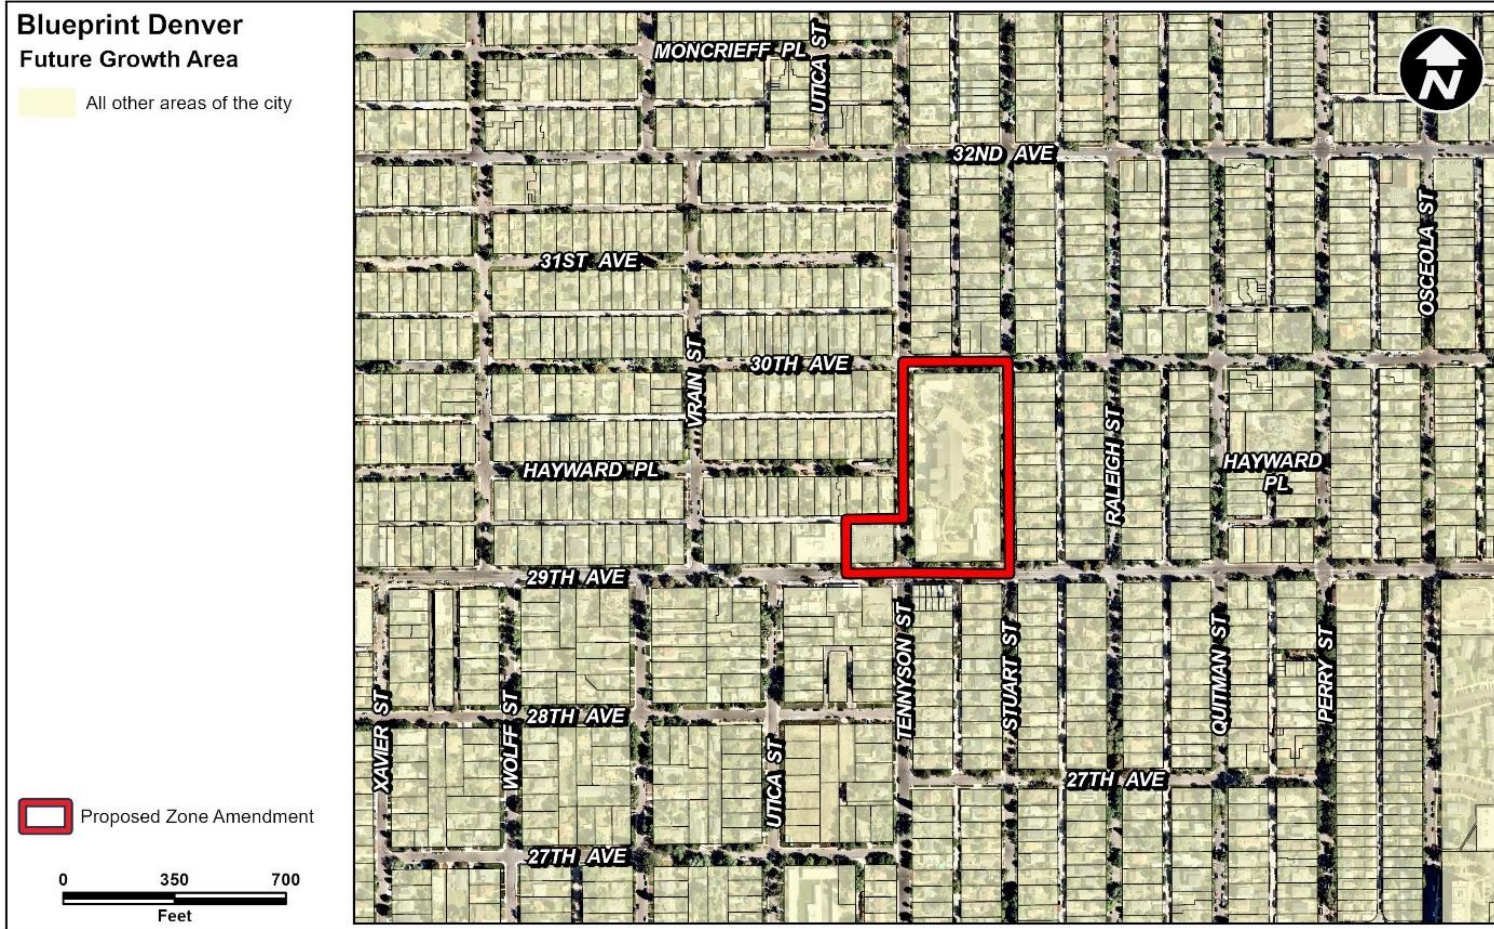 Blueprint Denver
Future Growth Area
All other areas of the city
Proposed Zone Amendment
0 350 700
Feet
N
MONCRIEFF PL
UTICA ST
32ND AVE
OSCEOLA ST
31ST AVE
VRAIN ST
30TH AVE
RALEIGH ST
HAYWARD PL
HAYWARD
PL
29TH AVE
TENNYSON ST
STUART ST
QUITMAN ST
PERRY ST
XAVIER ST
WOLFF ST
28TH AVE
UTICA ST
27TH AVE
27TH AVE